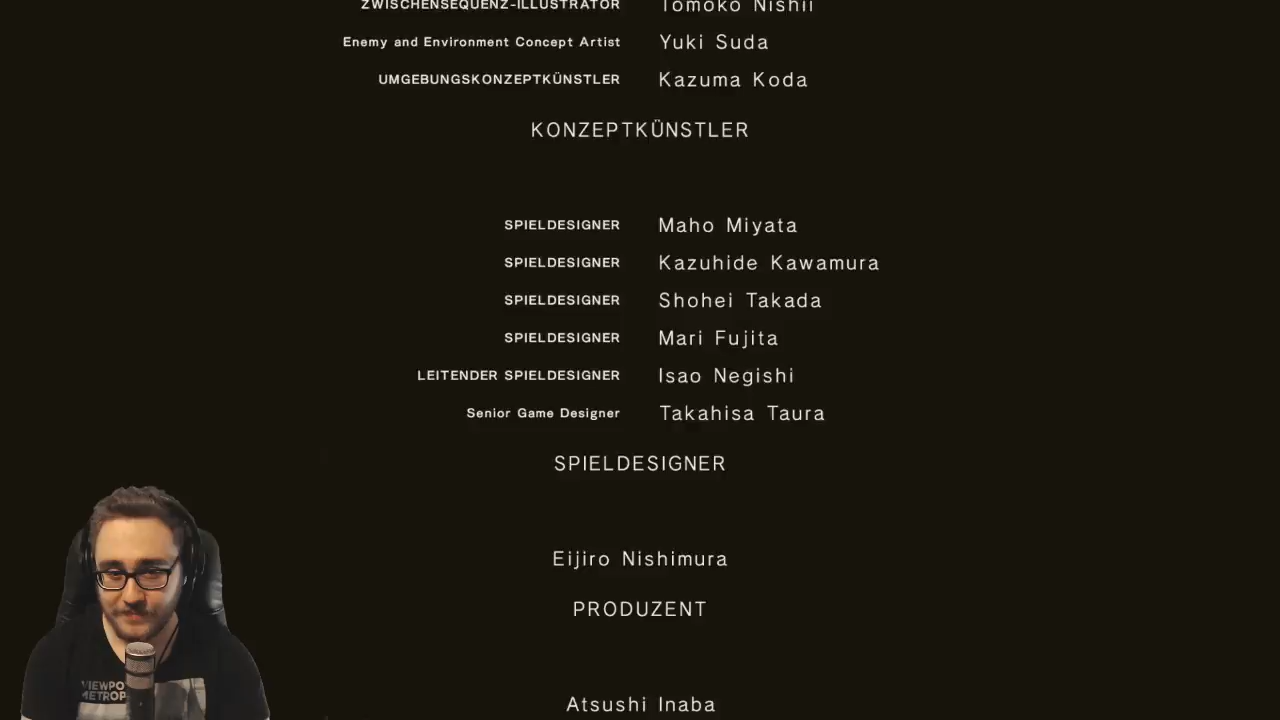 ZWISCHENSEQUENZ-ILLUSTRATOR Tomoko Nishii
Enemy and Environment Concept Artist Yuki Suda
UMGEBUNGSKONZEPTKÜNSTLER Kazuma Koda
KONZEPTKÜNSTLER
SPIELDESIGNER Maho Miyata
SPIELDESIGNER Kazuhide Kawamura
SPIELDESIGNER Shohei Takada
SPIELDESIGNER Mari Fujita
LEITENDER SPIELDESIGNER Isao Negishi
Senior Game Designer Takahisa Taura
SPIELDESIGNER
Eijiro Nishimura
PRODUZENT
Atsushi Inaba